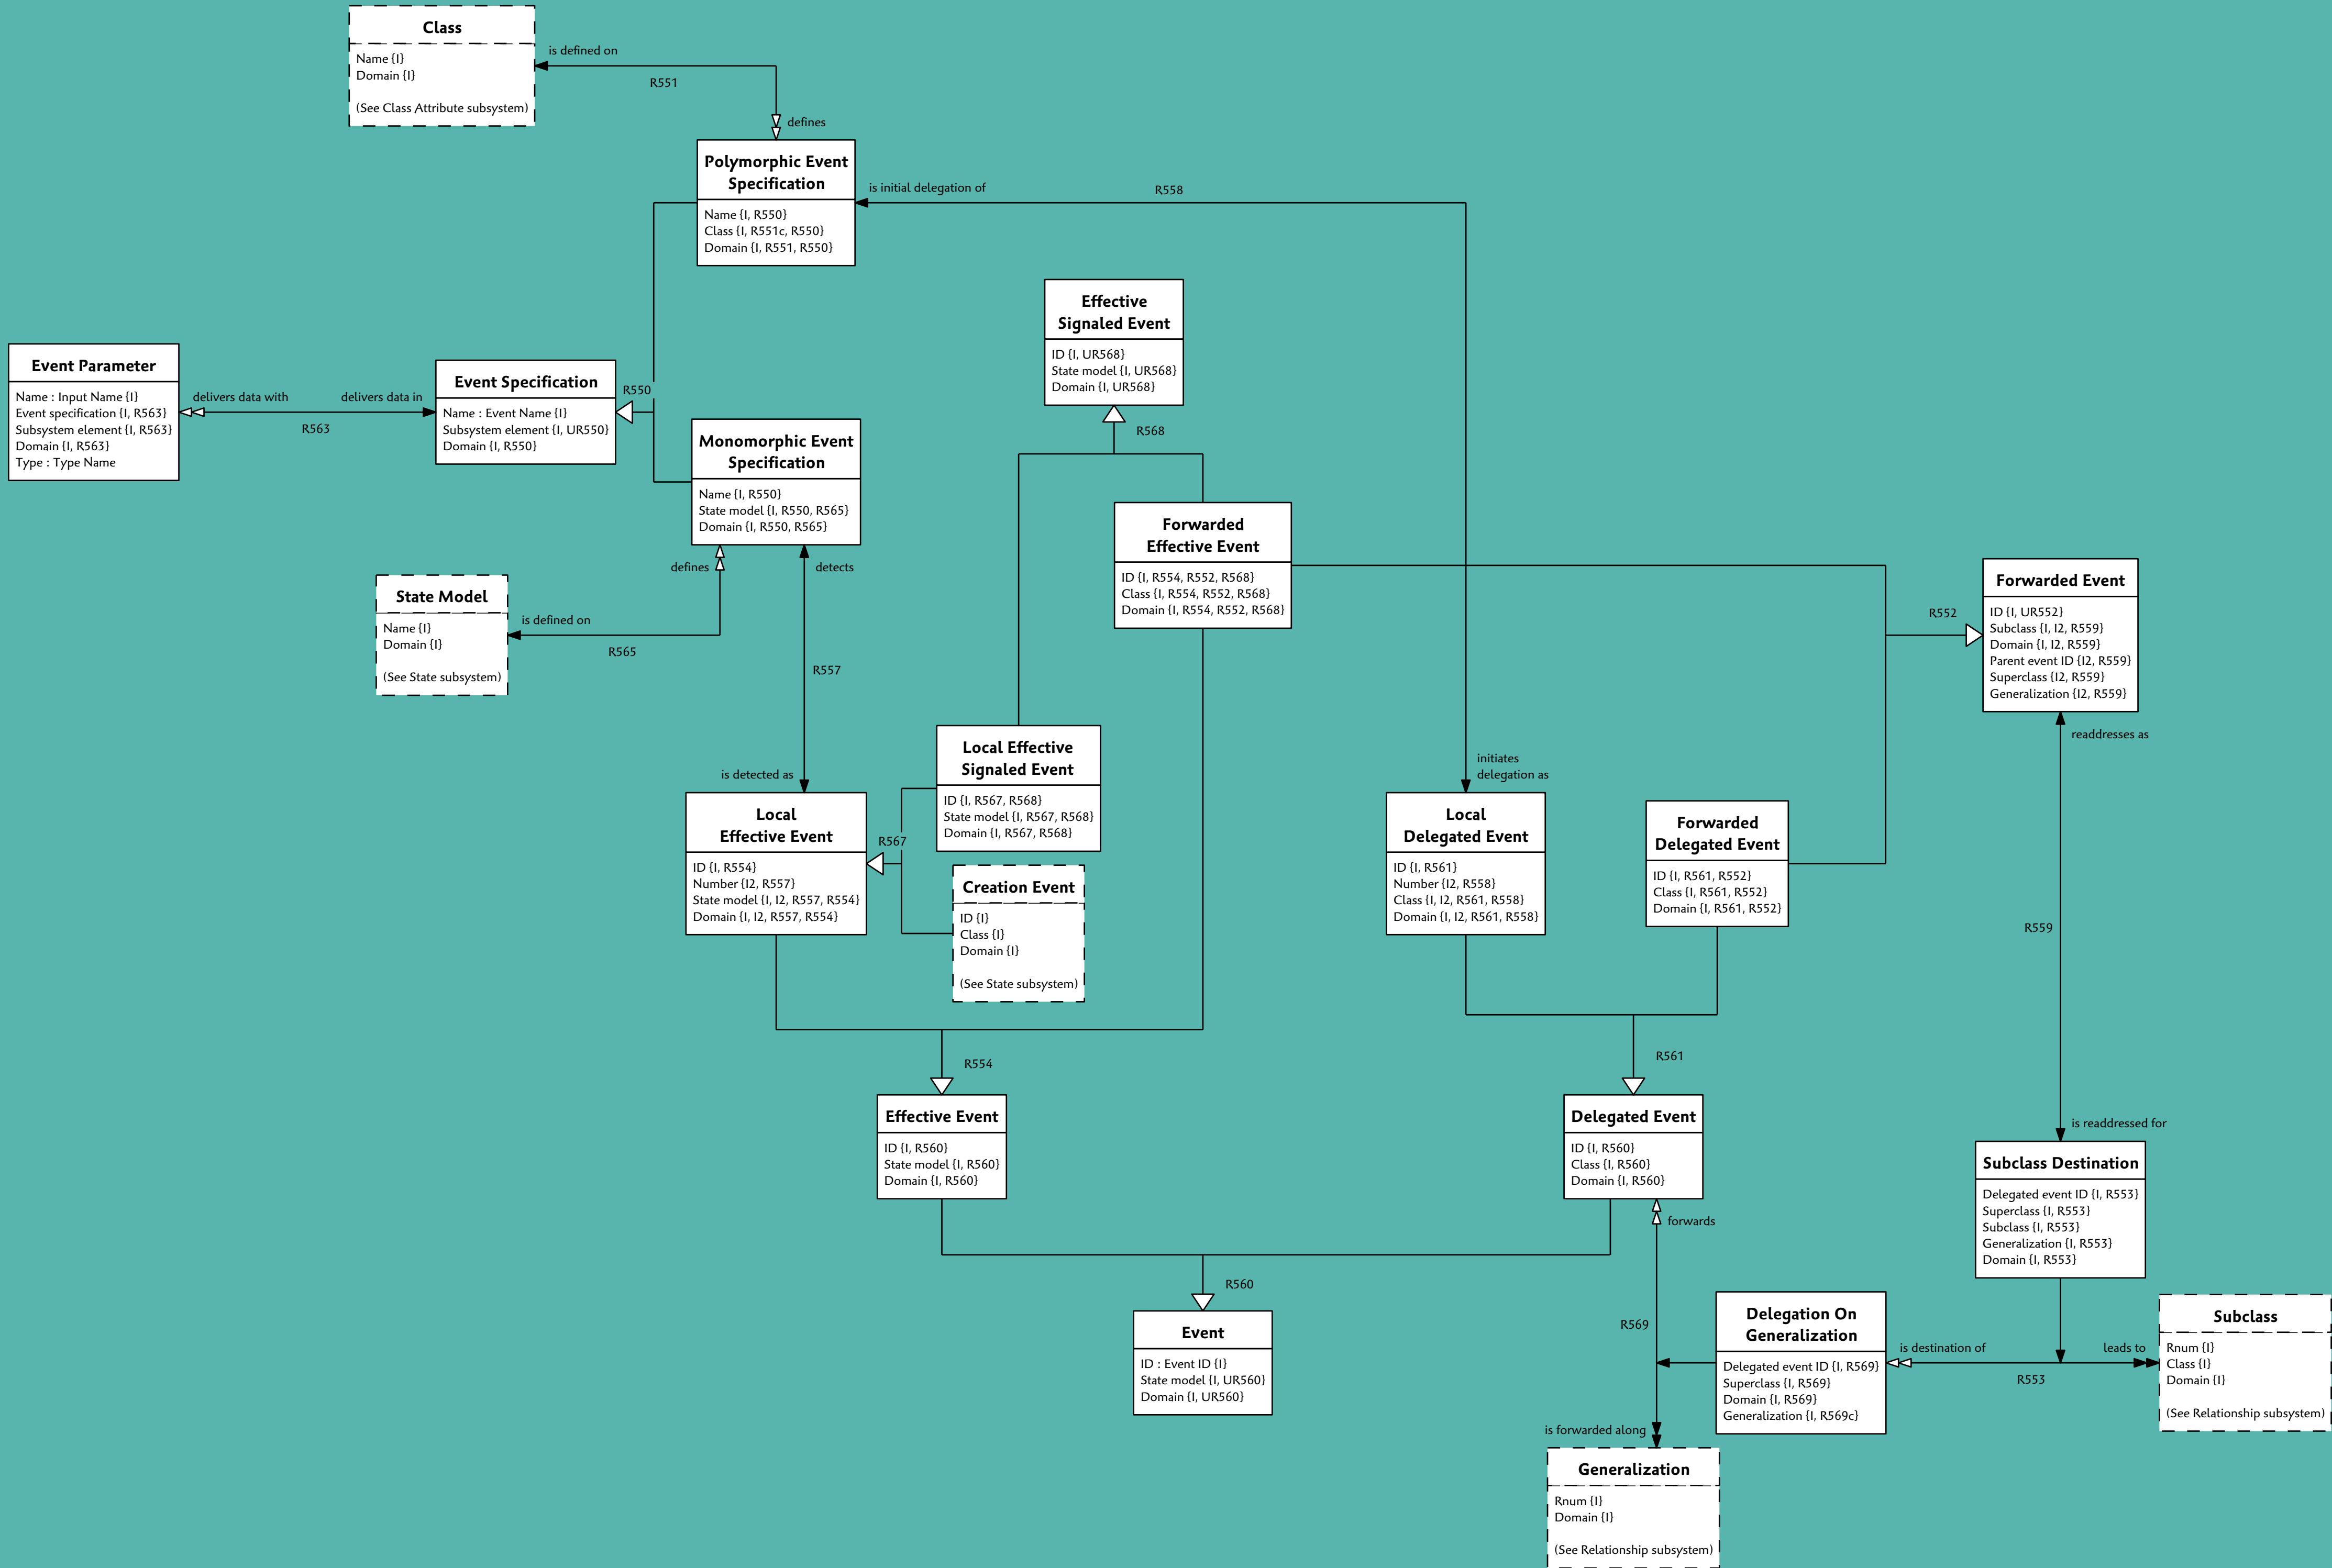 Class
Name {I}
Domain {I}
(See Class Attribute subsystem)
is defined on
R551
defines
Polymorphic Event
Specification
Name {I, R550}
Class {I, R551c, R550}
Domain {I, R551, R550}
is initial delegation of
R558
Effective
Signaled Event
ID {I, UR568}
State model {I, UR568}
Domain {I, UR568}
R568
Event Parameter
Name : Input Name {I}
Event specification {I, R563}
Subsystem element {I, R563}
Domain {I, R563}
Type : Type Name
delivers data with
delivers data in
R563
Event Specification
Name : Event Name {I}
Subsystem element {I, UR550}
Domain {I, R550}
R550
Monomorphic Event
Specification
Name {I, R550}
State model {I, R550, R565}
Domain {I, R550, R565}
defines
detects
Forwarded
Effective Event
ID {I, R554, R552, R568}
Class {I, R554, R552, R568}
Domain {I, R554, R552, R568}
State Model
Name {I}
Domain {I}
(See State subsystem)
is defined on
R565
R557
R552
Forwarded Event
ID {I, UR552}
Subclass {I, I2, R559}
Domain {I, I2, R559}
Parent event ID {I2, R559}
Superclass {I2, R559}
Generalization {I2, R559}
readdresses as
is detected as
Local
Effective Event
ID {I, R554}
Number {I2, R557}
State model {I, I2, R557, R554}
Domain {I, I2, R557, R554}
R567
Local Effective
Signaled Event
ID {I, R567, R568}
State model {I, R567, R568}
Domain {I, R567, R568}
Creation Event
ID {I}
Class {I}
Domain {I}
(See State subsystem)
initiates
delegation as
Local
Delegated Event
ID {I, R561}
Number {I2, R558}
Class {I, I2, R561, R558}
Domain {I, I2, R561, R558}
Forwarded
Delegated Event
ID {I, R561, R552}
Class {I, R561, R552}
Domain {I, R561, R552}
R559
R554
R561
Effective Event
ID {I, R560}
State model {I, R560}
Domain {I, R560}
Delegated Event
ID {I, R560}
Class {I, R560}
Domain {I, R560}
forwards
is readdressed for
Subclass Destination
Delegated event ID {I, R553}
Superclass {I, R553}
Subclass {I, R553}
Generalization {I, R553}
Domain {I, R553}
R560
Event
ID : Event ID {I}
State model {I, UR560}
Domain {I, UR560}
R569
Delegation On
Generalization
Delegated event ID {I, R569}
Superclass {I, R569}
Domain {I, R569}
Generalization {I, R569c}
is destination of
leads to
R553
Subclass
Rnum {I}
Class {I}
Domain {I}
(See Relationship subsystem)
is forwarded along
Generalization
Rnum {I}
Domain {I}
(See Relationship subsystem)